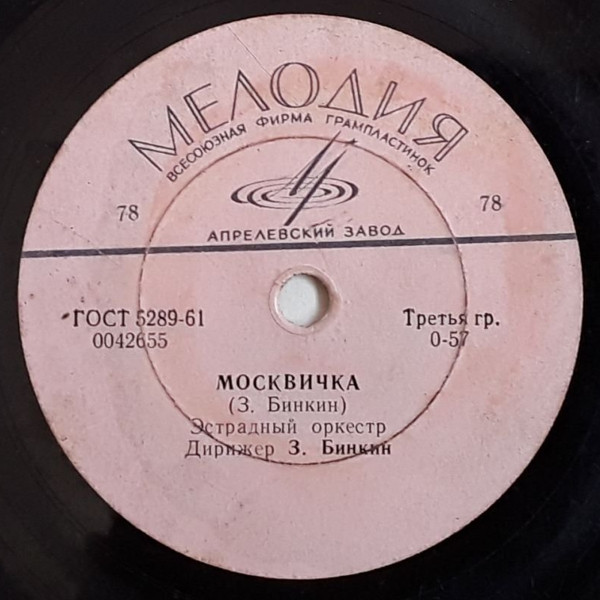 МЕЛОДИЯ
ВСЕСОЮЗНАЯ ФИРМА ГРАМПЛАСТИНОК
78
78
АПРЕЛЕВСКИЙ ЗАВОД
ГОСТ 5289-61
0042655
Третья гр.
0-57
МОСКВИЧКА
(З. Бинкин)
Эстрадный оркестр
Дирижер З. Бинкин